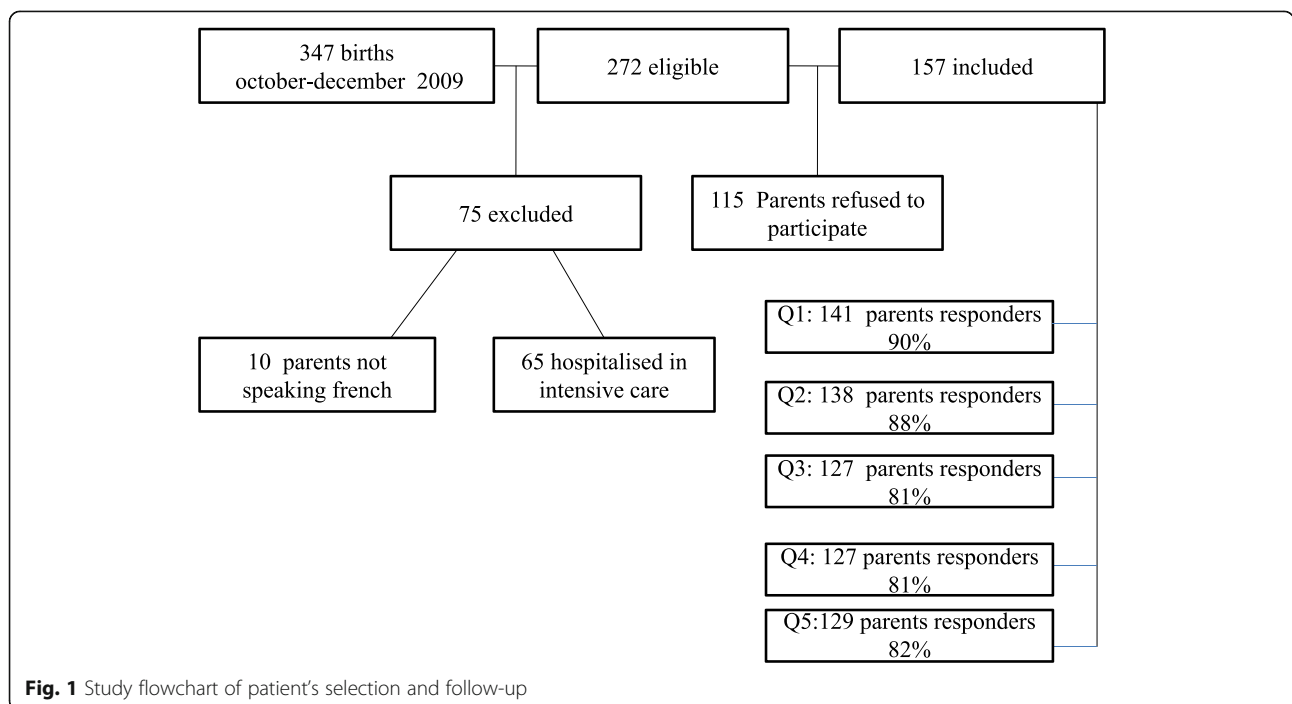 347 births
october-december 2009
272 eligible
157 included
75 excluded
115 Parents refused to
participate
10 parents not
speaking french
65 hospitalised in
intensive care
Q1: 141 parents responders
90%
Q2: 138 parents responders
88%
Q3: 127 parents responders
81%
Q4: 127 parents responders
81%
Q5:129 parents responders
82%
Fig. 1 Study flowchart of patient's selection and follow-up